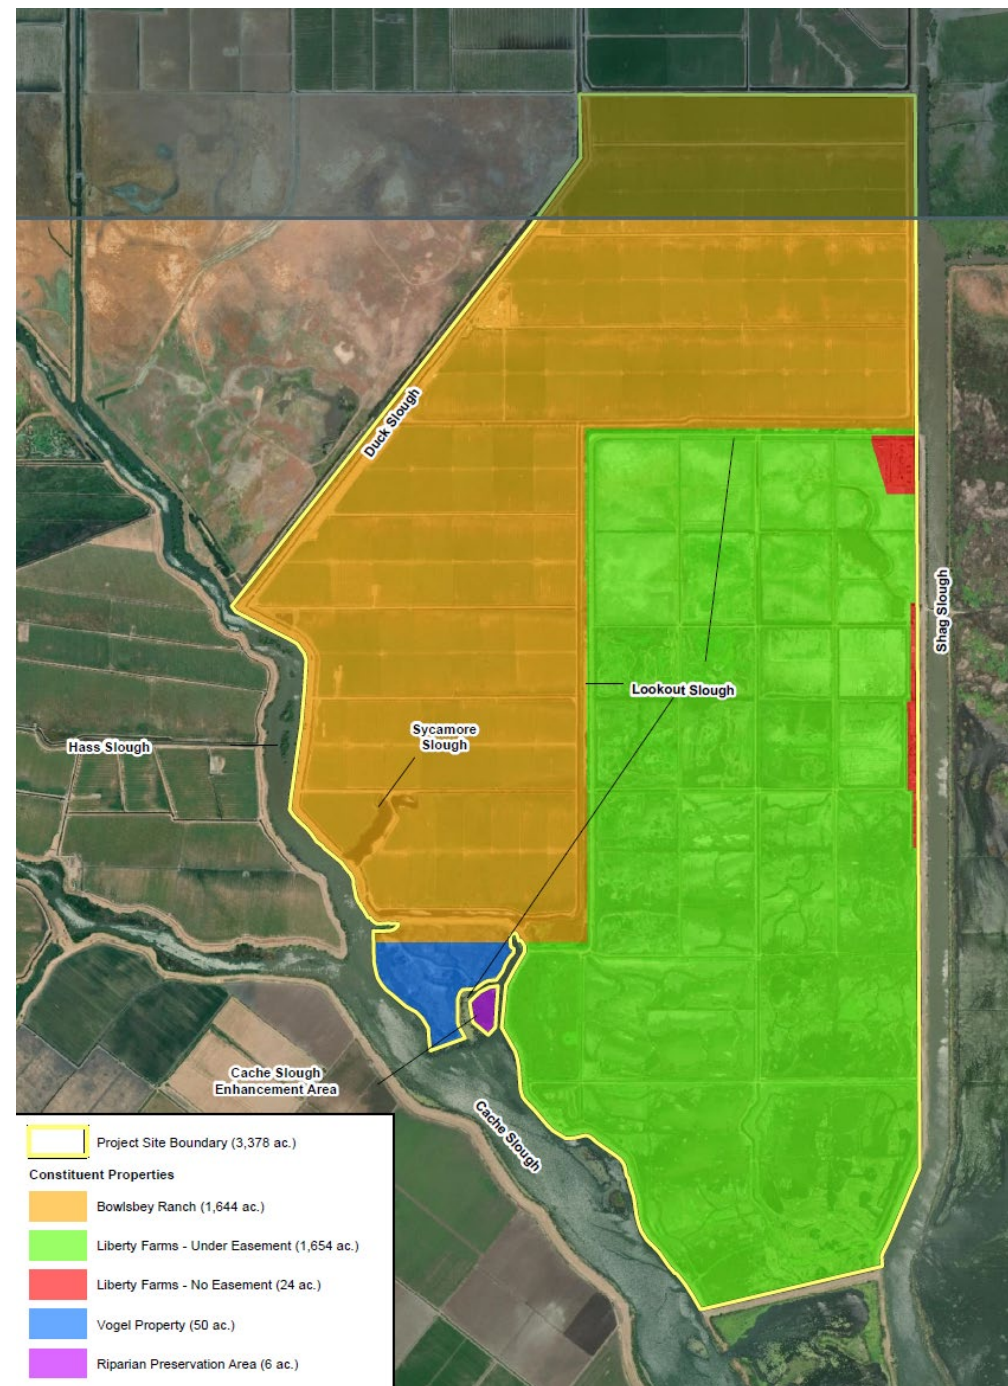 Duck Slough
Shag Slough
Lookout Slough
Sycamore
Slough
Hass Slough
Cache Slough
Enhancement Area
Cache Slough
Project Site Boundary (3,378 ac.)
Constituent Properties
Bowlsbey Ranch (1,644 ac.)
Liberty Farms - Under Easement (1,654 ac.)
Liberty Farms - No Easement (24 ac.)
Vogel Property (50 ac.)
Riparian Preservation Area (6 ac.)